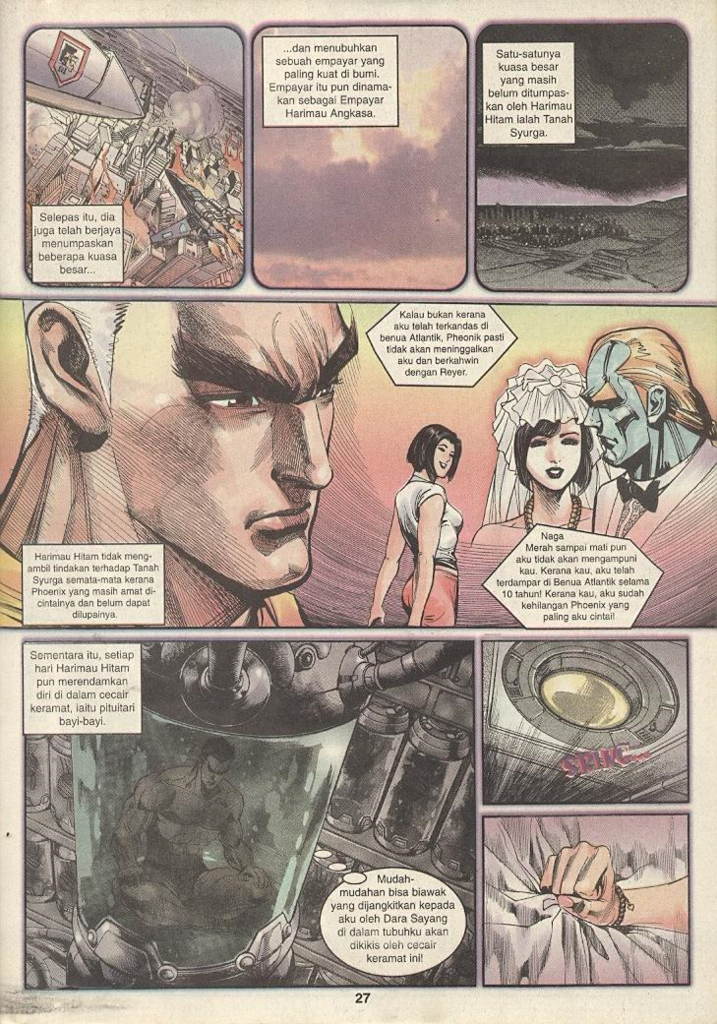 Selepas itu, dia
juga telah berjaya
menumpaskan
beberapa kuasa
besar...
...dan menubuhkan
sebuah empayar yang
paling kuat di bumi.
Empayar itu pun dinama-
kan sebagai Empayar
Harimau Angkasa.
Satu-satunya
kuasa besar
yang masih
belum ditumpas-
kan oleh Harimau
Hitam ialah Tanah
Syurga.
Kalau bukan kerana
aku telah terkandas di
benua Atlantik, Pheonik pasti
tidak akan meninggalkan
aku dan berkahwin
dengan Reyer.
Harimau Hitam tidak meng-
ambil tindakan terhadap Tanah
Syurga semata-mata kerana
Phoenix yang masih amat di-
cintainya dan belum dapat
dilupainya.
Naga
Merah sampai mati pun
aku tidak akan mengampuni
kau. Kerana kau, aku telah
terdampar di Benua Atlantik selama
10 tahun! Kerana kau, aku sudah
kehilangan Phoenix yang
paling aku cintai!
Sementara itu, setiap
hari Harimau Hitam
pun merendamkan
diri di dalam cecair
keramat, iaitu pituitari
bayi-bayi.
Mudah-
mudahan bisa biawak
yang dijangkitkan kepada
aku oleh Dara Sayang
di dalam tubuhku akan
dikikis oleh cecair
keramat ini!
27